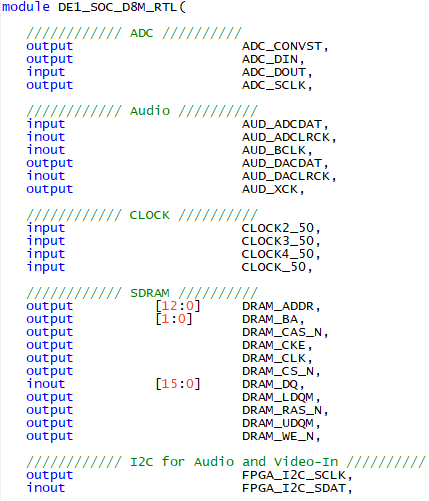 module DE1_SOC_D8M_RTL(
//////////// ADC //////////
output ADC_CONVST,
output ADC_DIN,
input ADC_DOUT,
output ADC_SCLK,
//////////// Audio //////////
input AUD_ADCDAT,
inout AUD_ADCLRCK,
inout AUD_BCLK,
output AUD_DACDAT,
inout AUD_DACLRCK,
output AUD_XCK,
//////////// CLOCK //////////
input CLOCK2_50,
input CLOCK3_50,
input CLOCK4_50,
input CLOCK_50,
//////////// SDRAM //////////
output [12:0] DRAM_ADDR,
output [1:0] DRAM_BA,
output DRAM_CAS_N,
output DRAM_CKE,
output DRAM_CLK,
output DRAM_CS_N,
inout [15:0] DRAM_DQ,
output DRAM_LDQM,
output DRAM_RAS_N,
output DRAM_UDQM,
output DRAM_WE_N,
//////////// I2C for Audio and Video-In //////////
output FPGA_I2C_SCLK,
inout FPGA_I2C_SDAT,